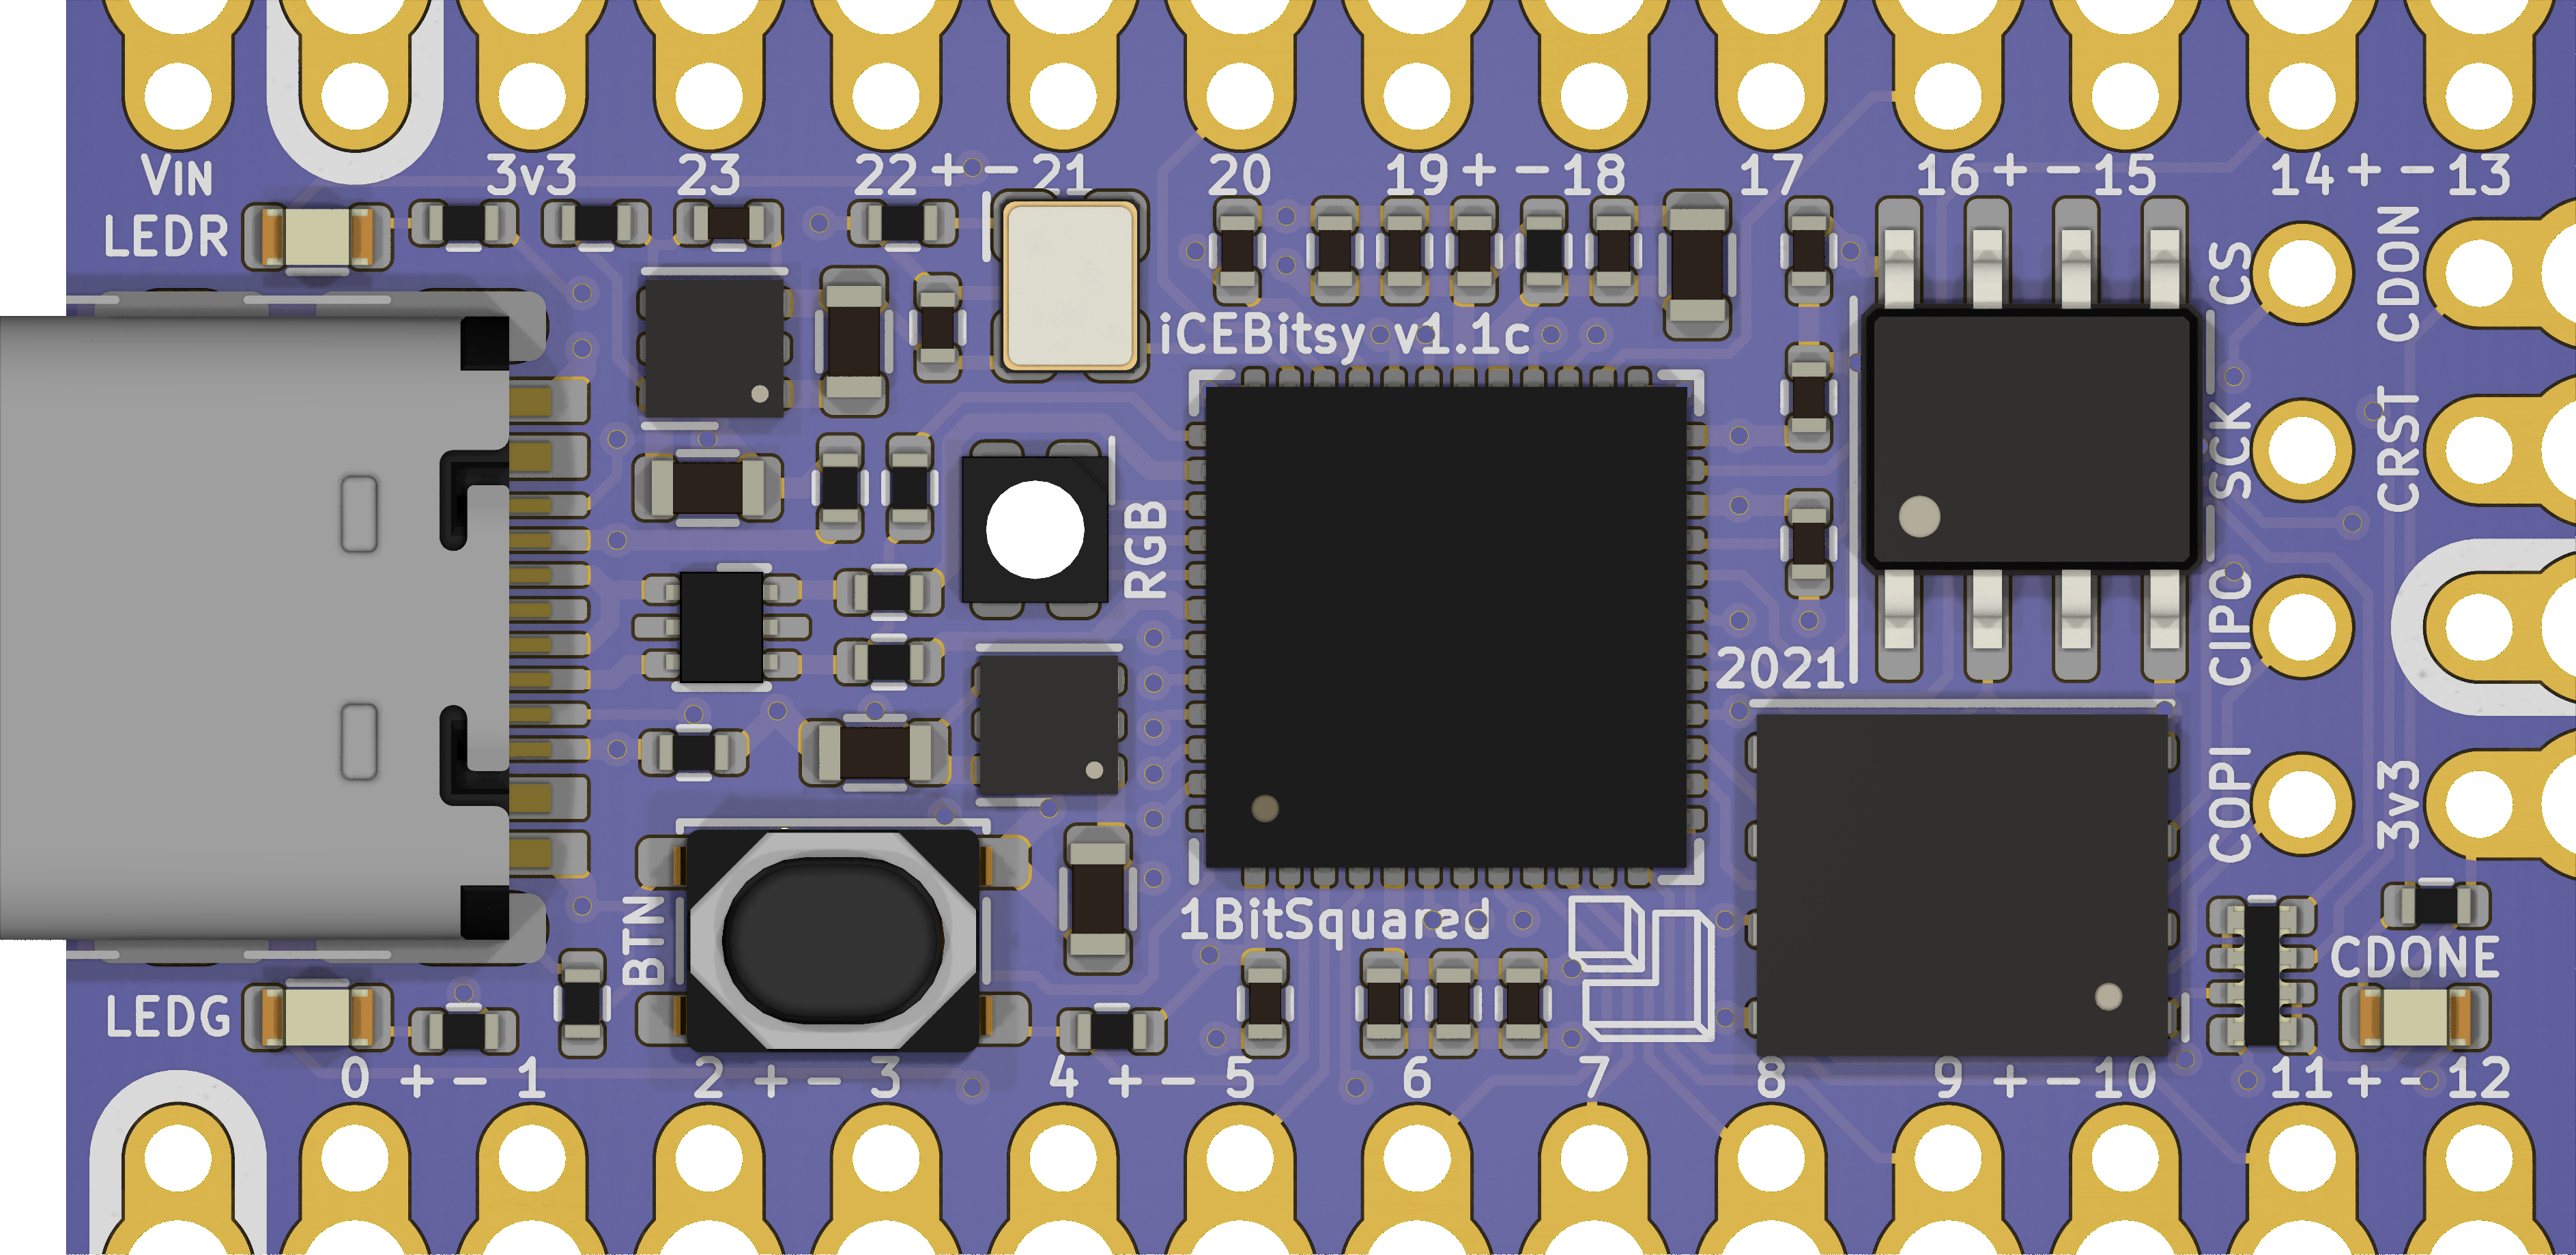 VIN 3v3 23 22 + - 21 20 19 + - 18 17 16 + - 15 14 + - 13
LEDR
CS
CDON
iCEBitsy v1.1c
SCK
CRST
RGB
CIPO
2021
COPI
3v3
BTN
1BitSquared
CDONE
LEDG
0 + - 1 2 + - 3 4 + - 5 6 7 8 9 + - 10 11 + - 12